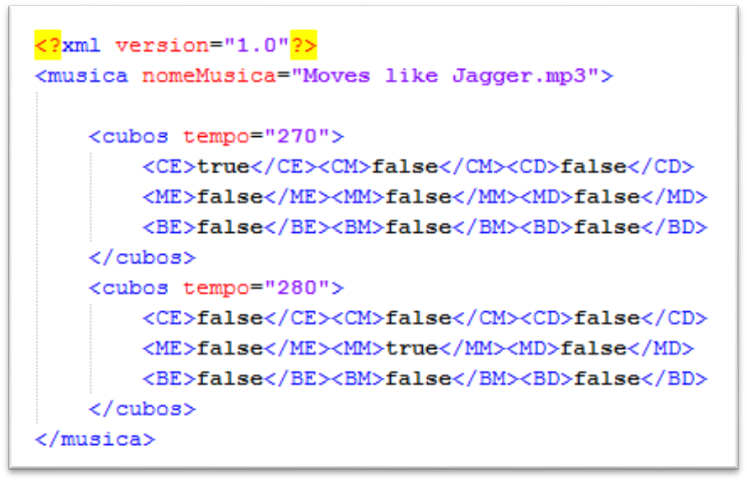 <?xml version="1.0"?>
<musica nomeMusica="Moves like Jagger.mp3">
<cubos tempo="270">
<CE>true</CE><CM>false</CM><CD>false</CD>
<ME>false</ME><MM>false</MM><MD>false</MD>
<BE>false</BE><BM>false</BM><BD>false</BD>
</cubos>
<cubos tempo="280">
<CE>false</CE><CM>false</CM><CD>false</CD>
<ME>false</ME><MM>true</MM><MD>false</MD>
<BE>false</BE><BM>false</BM><BD>false</BD>
</cubos>
</musica>